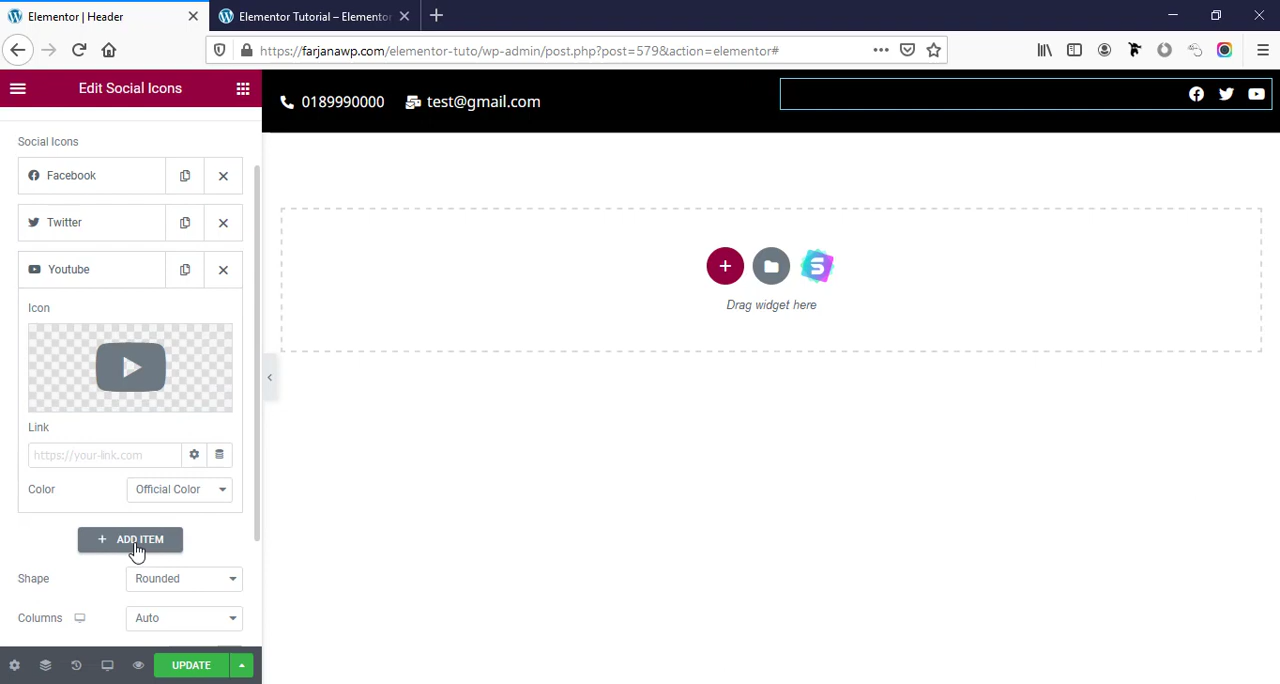 Elementor | Header
Elementor Tutorial – Elementor
https://farjanawp.com/elementor-tuto/wp-admin/post.php?post=579&action=elementor#
Edit Social Icons
0189990000
test@gmail.com
Social Icons
Facebook
Twitter
Youtube
Icon
Drag widget here
Link
https://your-link.com
Color
Official Color
+ ADD ITEM
Shape
Rounded
Columns
Auto
UPDATE